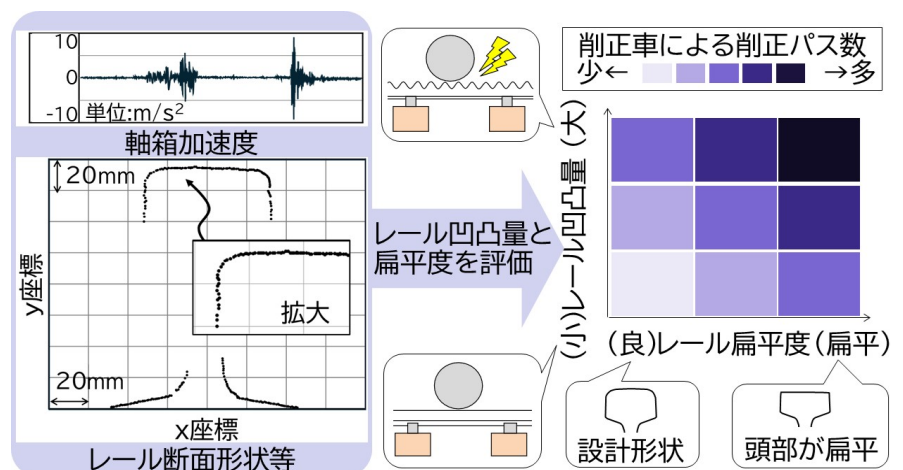 10
0
-10
単位:m/s²
軸箱加速度
20mm
拡大
y座標
20mm
x座標
レール断面形状等
レール凹凸量と
扁平度を評価
削正車による削正パス数
少← →多
(小)レール凹凸量(大)
(良)レール扁平度(扁平)
設計形状
頭部が扁平